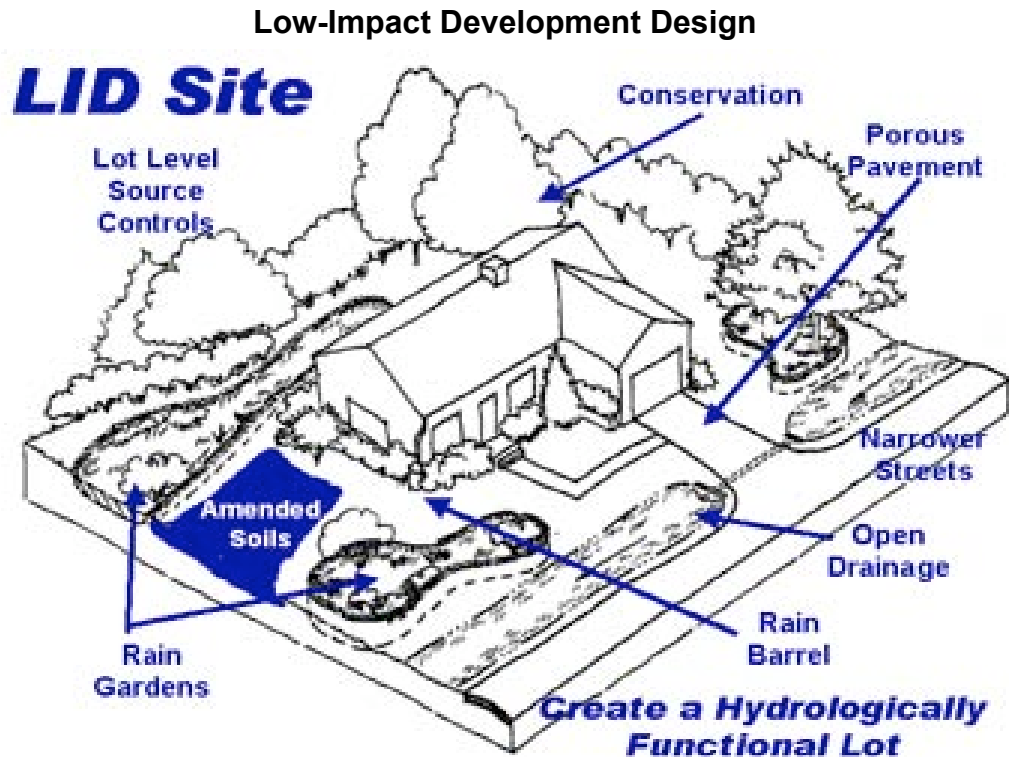 Low-Impact Development Design
LID Site
Conservation
Porous
Pavement
Lot Level
Source
Controls
Narrower
Streets
Amended
Soils
Open
Drainage
Rain
Barrel
Rain
Gardens
Create a Hydrologically
Functional Lot